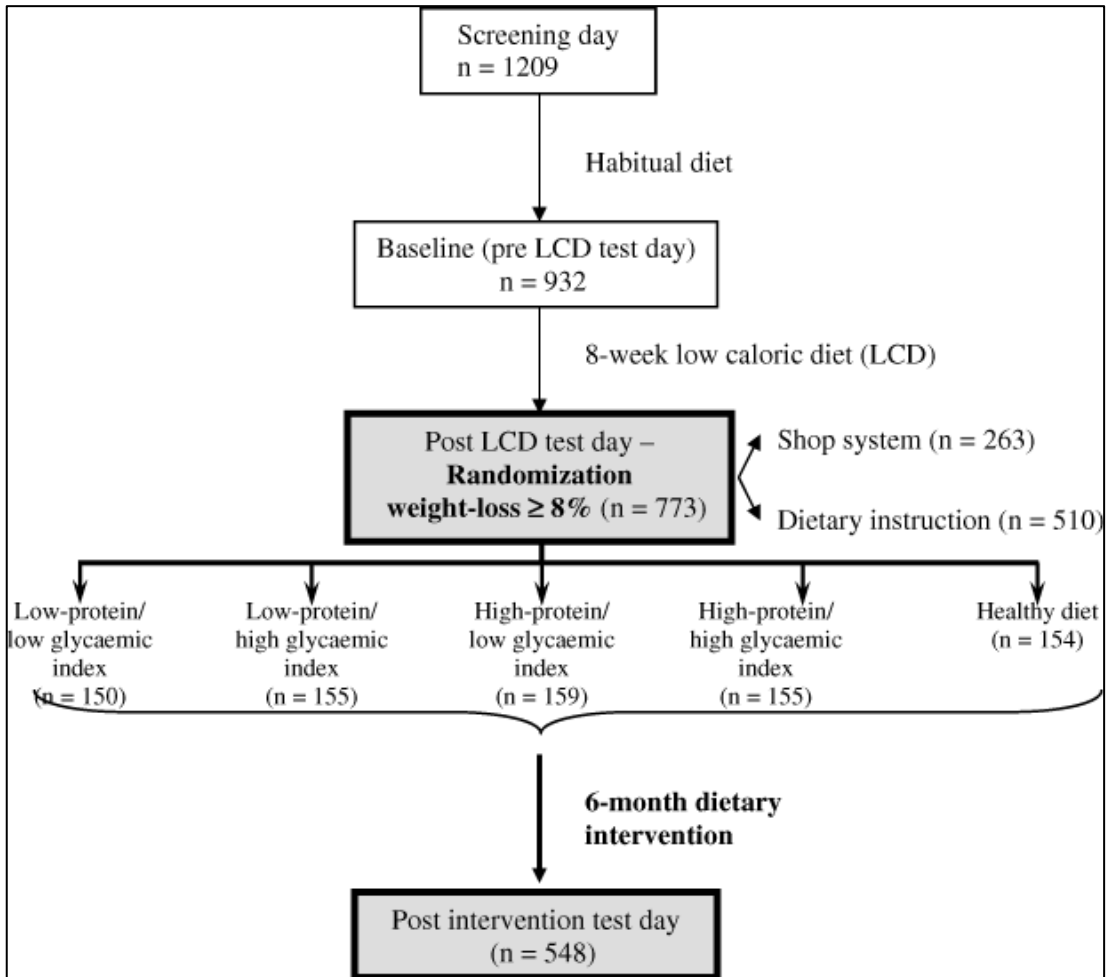 Screening day
n = 1209
Habitual diet
Baseline (pre LCD test day)
n = 932
8-week low caloric diet (LCD)
Post LCD test day –
Randomization
weight-loss ≥ 8% (n = 773)
Shop system (n = 263)
Dietary instruction (n = 510)
Low-protein/
low glycaemic
index
(n = 150)
Low-protein/
high glycaemic
index
(n = 155)
High-protein/
low glycaemic
index
(n = 159)
High-protein/
high glycaemic
index
(n = 155)
Healthy diet
(n = 154)
6-month dietary
intervention
Post intervention test day
(n = 548)